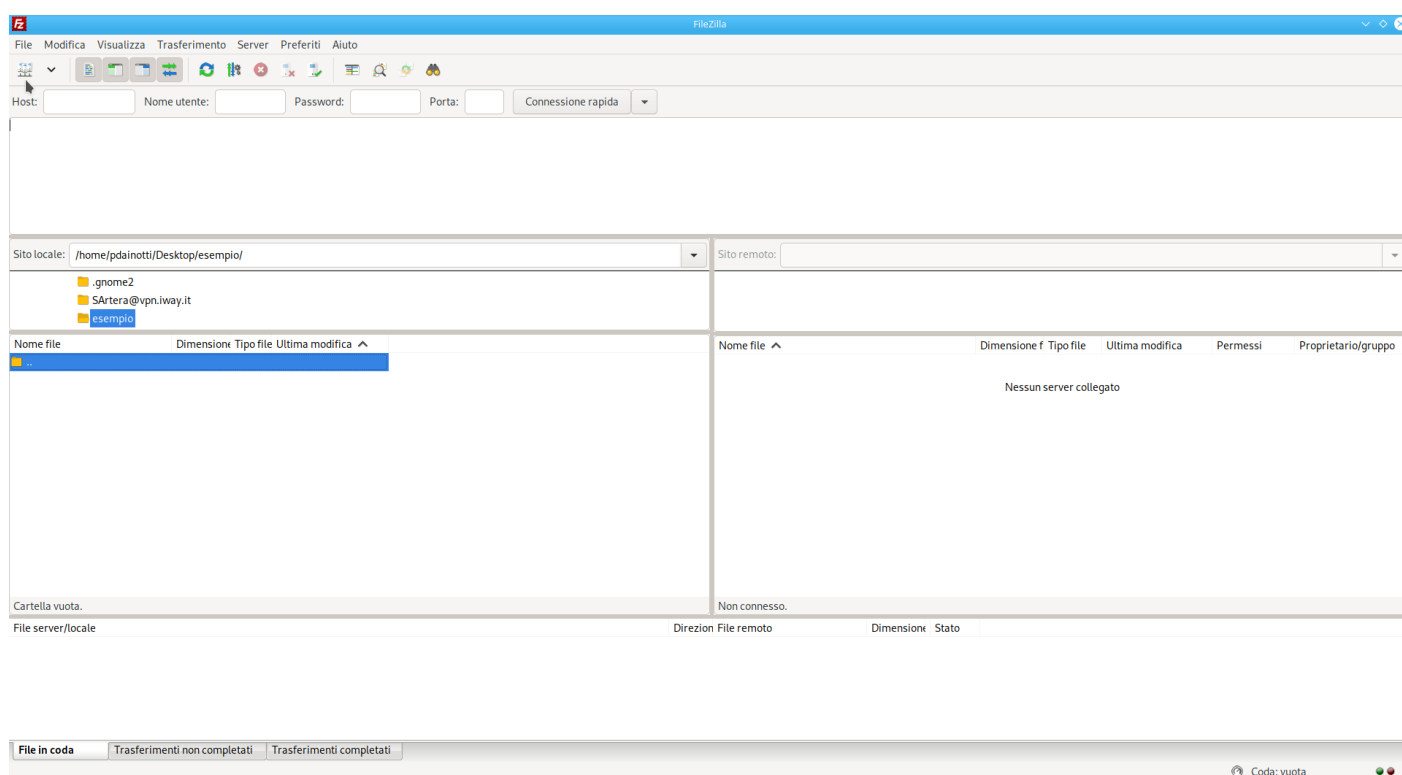 Fz FileZilla
File Modifica Visualizza Trasferimento Server Preferiti Aiuto
Host: Nome utente: Password: Porta: Connessione rapida
Sito locale: /home/pdainotti/Desktop/esempio/
.gnome2
SArtera@vpn.iway.it
esempio
Nome file Dimensione Tipo file Ultima modifica
..
Cartella vuota.
Sito remoto:
Nome file Dimensione f Tipo file Ultima modifica Permessi Proprietario/gruppo
Nessun server collegato
Non connesso.
File server/locale Direzion File remoto Dimensione Stato
File in coda Trasferimenti non completati Trasferimenti completati
Coda: vuota